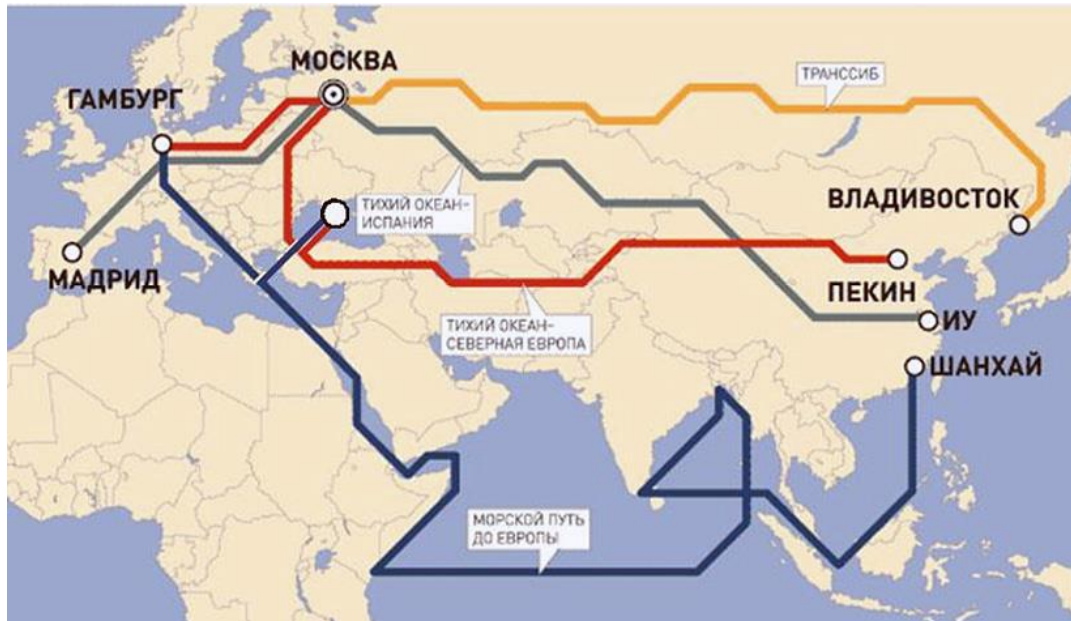 МОСКВА
ТРАНССИБ
ГАМБУРГ
ТИХИЙ ОКЕАН-
ИСПАНИЯ
ВЛАДИВОСТОК
МАДРИД
ПЕКИН
ИУ
ТИХИЙ ОКЕАН-
СЕВЕРНАЯ ЕВРОПА
ШАНХАЙ
МОРСКОЙ ПУТЬ
ДО ЕВРОПЫ